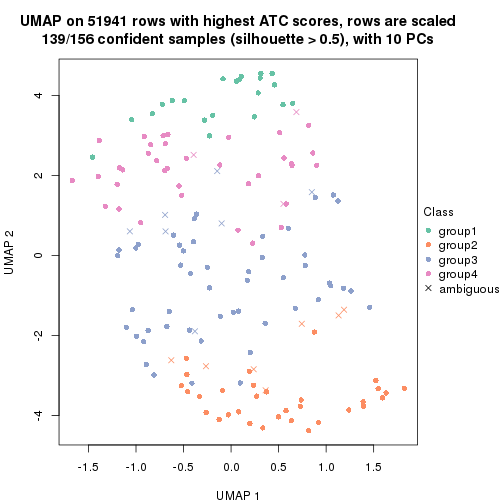 UMAP on 51941 rows with highest ATC scores, rows are scaled
139/156 confident samples (silhouette > 0.5), with 10 PCs
4
2
0
-2
-4
UMAP 2
-1.5
-1.0
-0.5
0.0
0.5
1.0
1.5
UMAP 1
Class
group1
group2
group3
group4
ambiguous